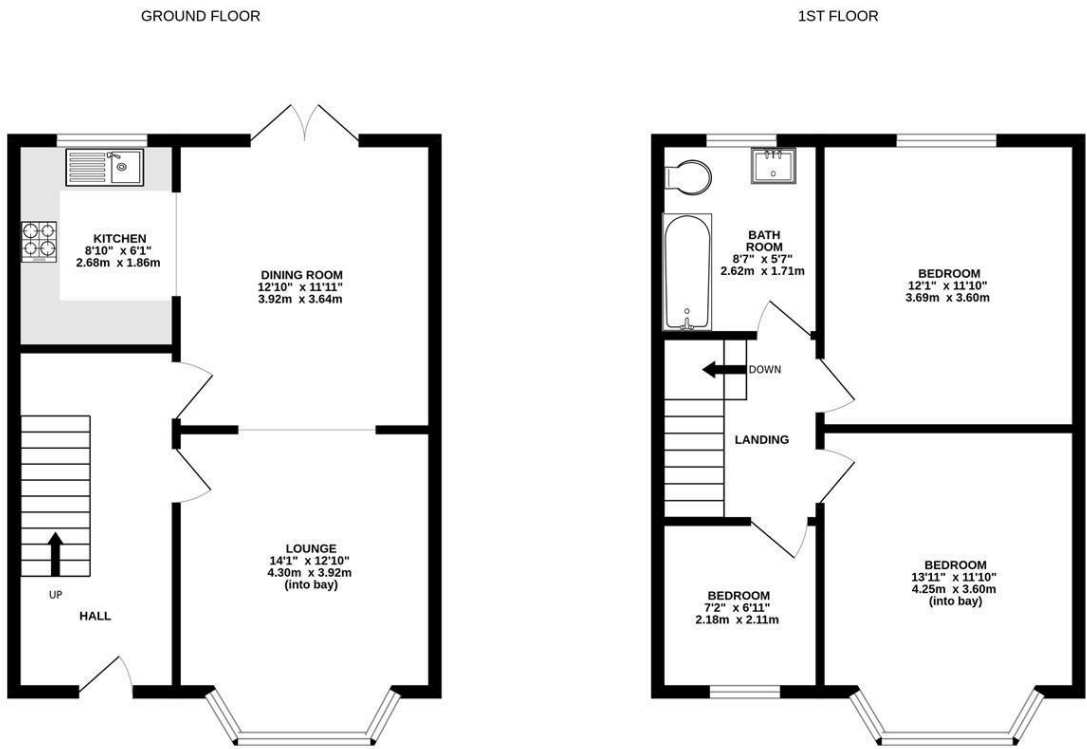 GROUND FLOOR
KITCHEN
8'10" x 6'1"
2.68m x 1.86m
DINING ROOM
12'10" x 11'11"
3.92m x 3.64m
LOUNGE
14'1" x 12'10"
4.30m x 3.92m
(into bay)
UP
HALL
1ST FLOOR
BATH
ROOM
8'7" x 5'7"
2.62m x 1.71m
BEDROOM
12'1" x 11'10"
3.69m x 3.60m
DOWN
LANDING
BEDROOM
7'2" x 6'11"
2.18m x 2.11m
BEDROOM
13'11" x 11'10"
4.25m x 3.60m
(into bay)